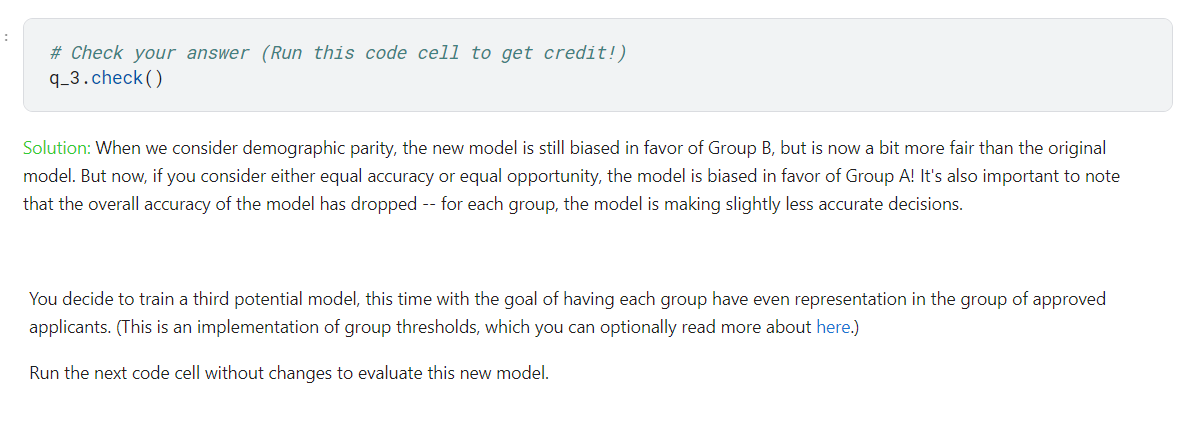 :
# Check your answer (Run this code cell to get credit!)
q_3.check()
Solution: When we consider demographic parity, the new model is still biased in favor of Group B, but is now a bit more fair than the original
model. But now, if you consider either equal accuracy or equal opportunity, the model is biased in favor of Group A! It's also important to note
that the overall accuracy of the model has dropped -- for each group, the model is making slightly less accurate decisions.
You decide to train a third potential model, this time with the goal of having each group have even representation in the group of approved
applicants. (This is an implementation of group thresholds, which you can optionally read more about here.)
Run the next code cell without changes to evaluate this new model.